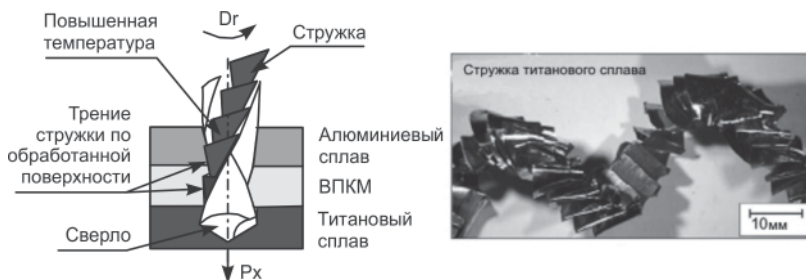 Повышенная
температура
Dr
Стружка
Трение
стружки по
обработанной
поверхности
Сверло
Алюминиевый
сплав
ВПКМ
Титановый
сплав
Px
Стружка титанового сплава
10мм